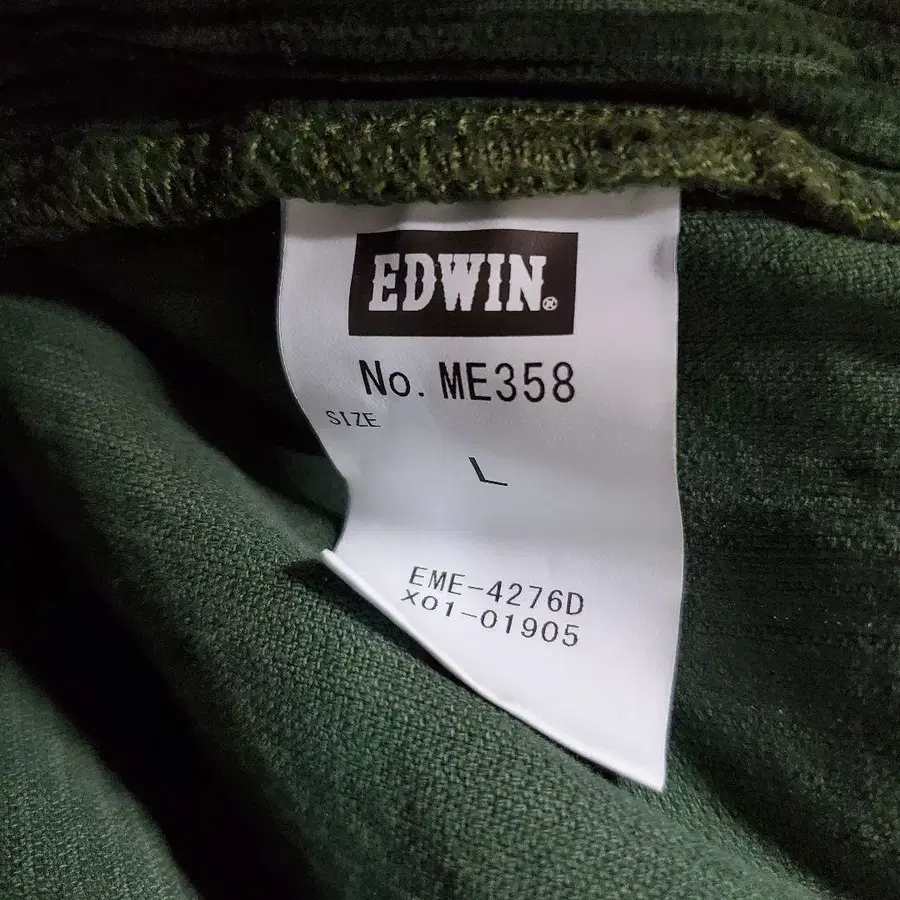 EDWIN®
No. ME358
SIZE
L
EME-4276D
X01-01905